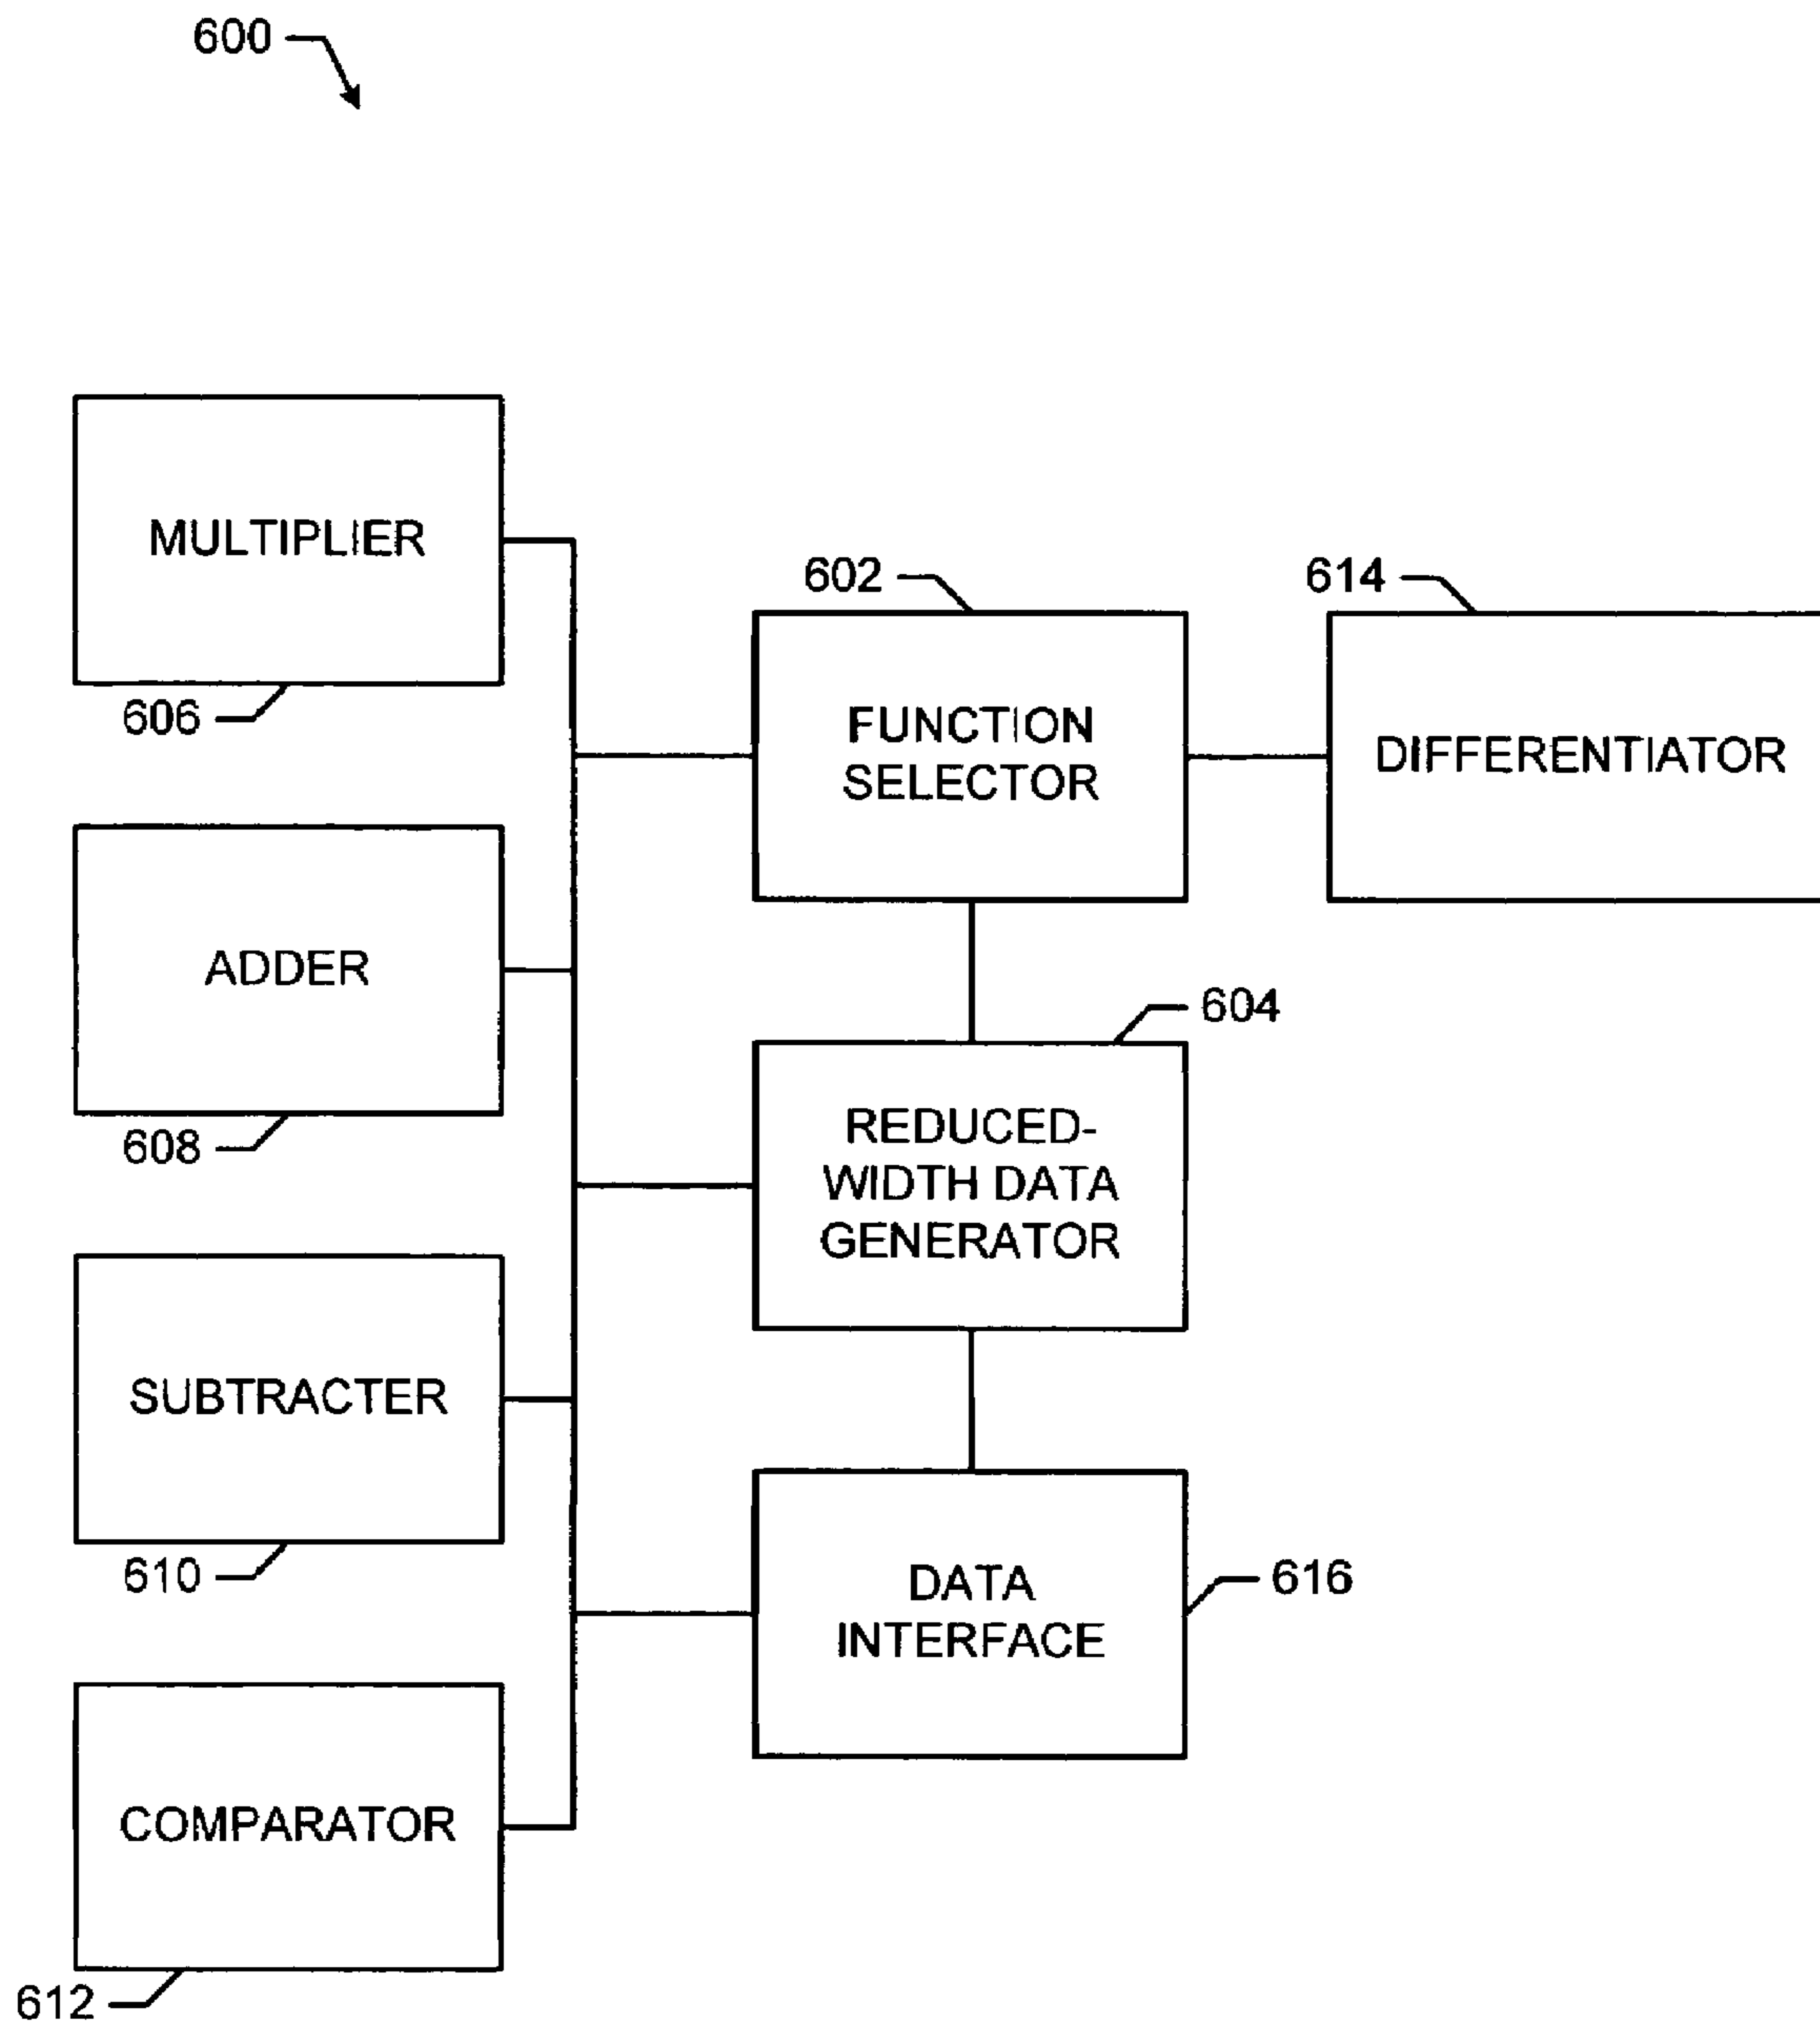 600
MULTIPLIER
606
602
614
FUNCTION
SELECTOR
DIFFERENTIATOR
ADDER
608
604
REDUCED-
WIDTH DATA
GENERATOR
SUBTRACTER
610
DATA
INTERFACE
616
COMPARATOR
612